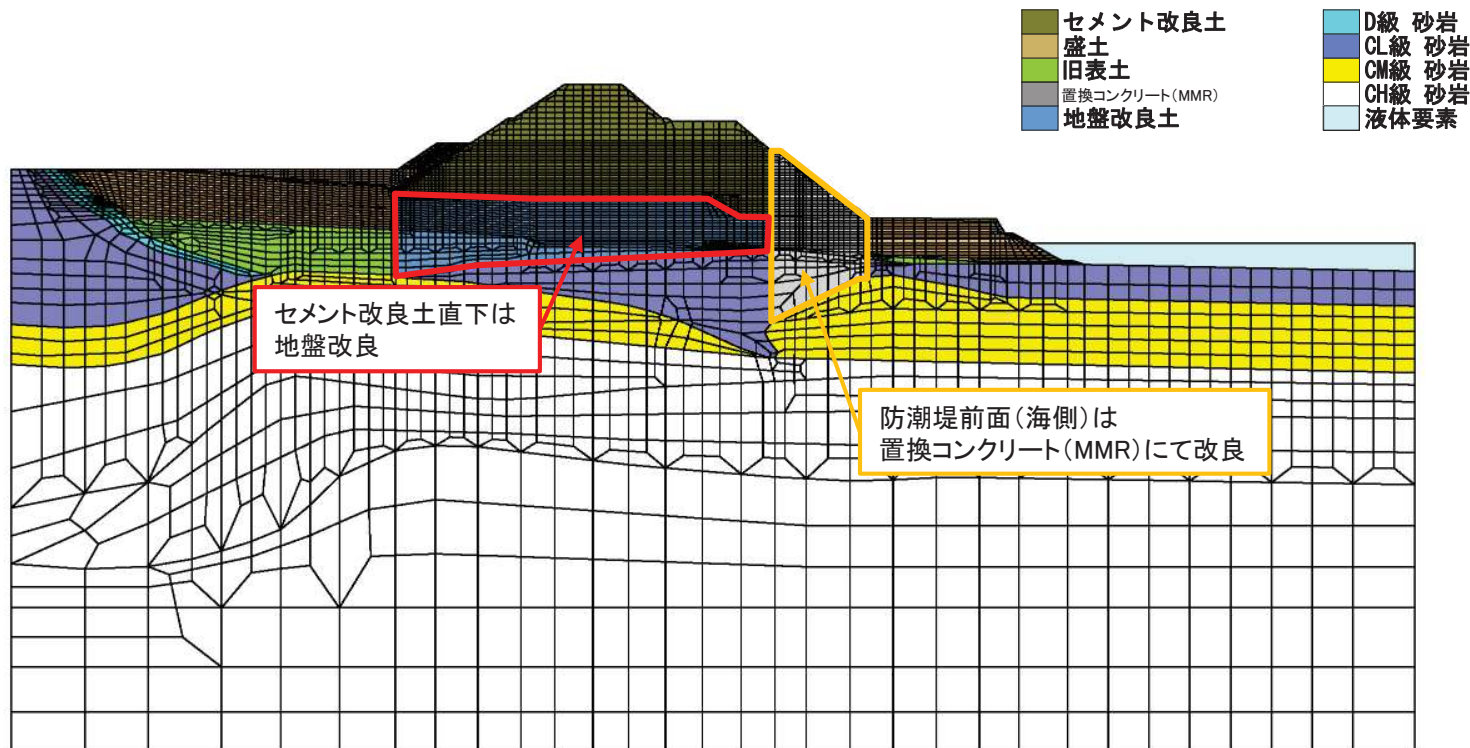 セメント改良土
盛土
旧表土
置換コンクリート(MMR)
地盤改良土
D級 砂岩
CL級 砂岩
CM級 砂岩
CH級 砂岩
液体要素
セメント改良土直下は
地盤改良
防潮堤前面(海側)は
置換コンクリート(MMR)にて改良